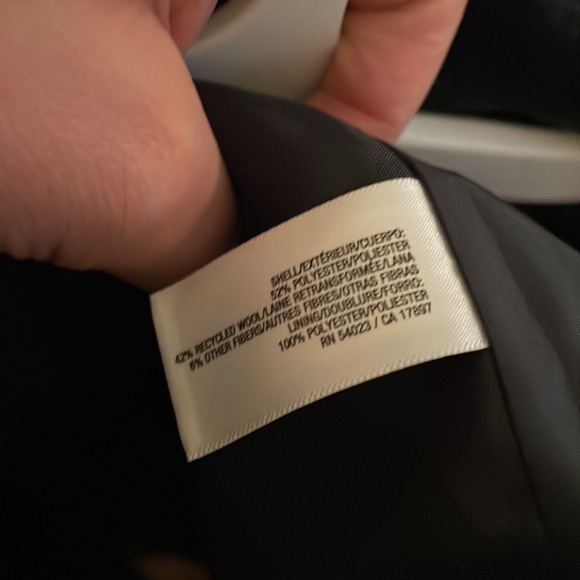 SHELL/EXTÉRIEUR/CUERPO:
52% POLYESTER/POLIESTER
42% RECYCLED WOOL/LAINE RETRANSFORMÉE/LANA
6% OTHER FIBERS/AUTRES FIBRES/OTRAS FIBRAS
LINING/DOUBLURE/FORRO:
100% POLYESTER/POLIESTER
RN 54023 / CA 17897